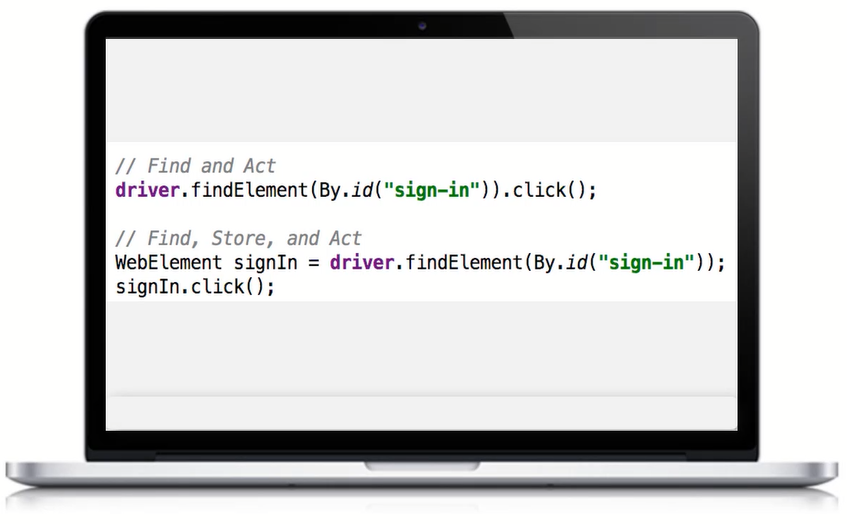 // Find and Act
driver.findElement(By.id("sign-in")).click();
// Find, Store, and Act
WebElement signIn = driver.findElement(By.id("sign-in"));
signIn.click();